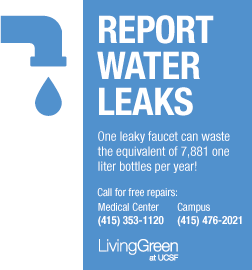 REPORT
WATER
LEAKS
One leaky faucet can waste
the equivalent of 7,881 one
liter bottles per year!
Call for free repairs:
Medical Center Campus
(415) 353-1120 (415) 476-2021
LivingGreen
at UCSF